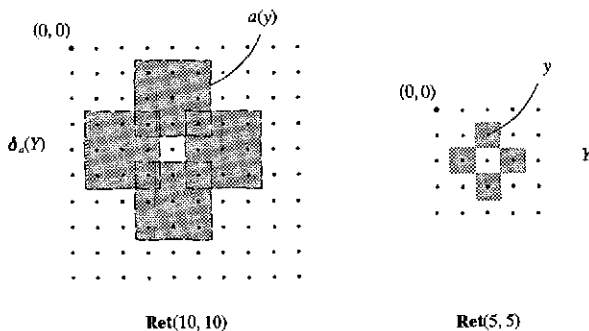 a(y)
(0, 0)
y
(0, 0)
δₐ(Y)
Ret(10, 10)
Ret(5, 5)